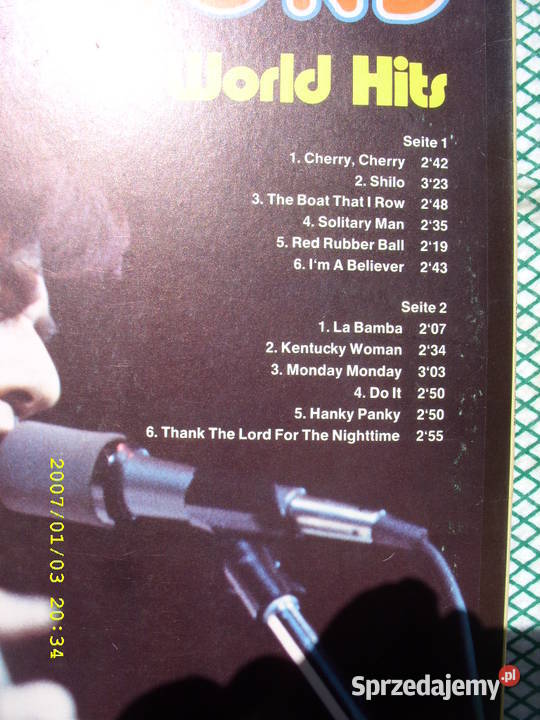 World Hits
Seite 1
1. Cherry, Cherry 2‘42
2. Shilo 3‘23
3. The Boat That I Row 2‘48
4. Solitary Man 2‘35
5. Red Rubber Ball 2‘19
6. I‘m A Believer 2‘43
Seite 2
1. La Bamba 2‘07
2. Kentucky Woman 2‘34
3. Monday Monday 3‘03
4. Do It 2‘50
5. Hanky Panky 2‘50
6. Thank The Lord For The Nighttime 2‘55
2007/01/03 20:34
Sprzedajemy.pl